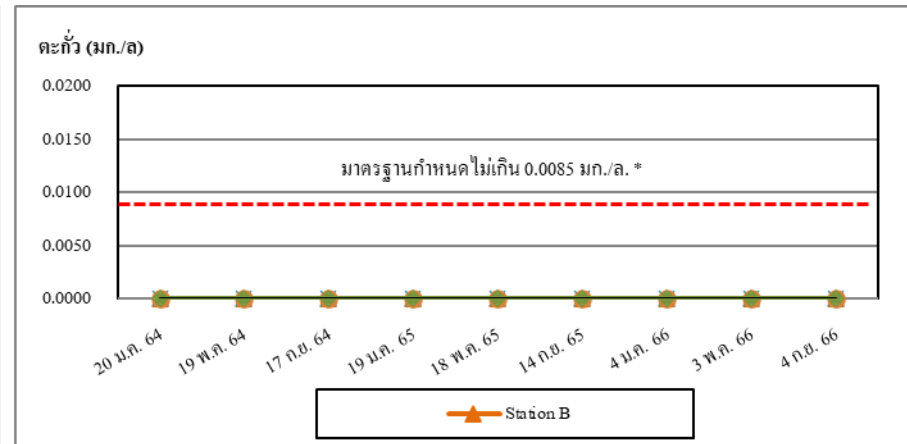 ตะกั่ว (มก./ล)
0.0200
0.0150
มาตรฐานกำหนดไม่เกิน 0.0085 มก./ล. *
0.0100
0.0050
0.0000
20 ม.ค. 64 19 พ.ค. 64 17 ก.ย. 64 19 ม.ค. 65 18 พ.ค. 65 14 ก.ย. 65 4 ม.ค. 66 3 พ.ค. 66 4 ก.ย. 66
Station B